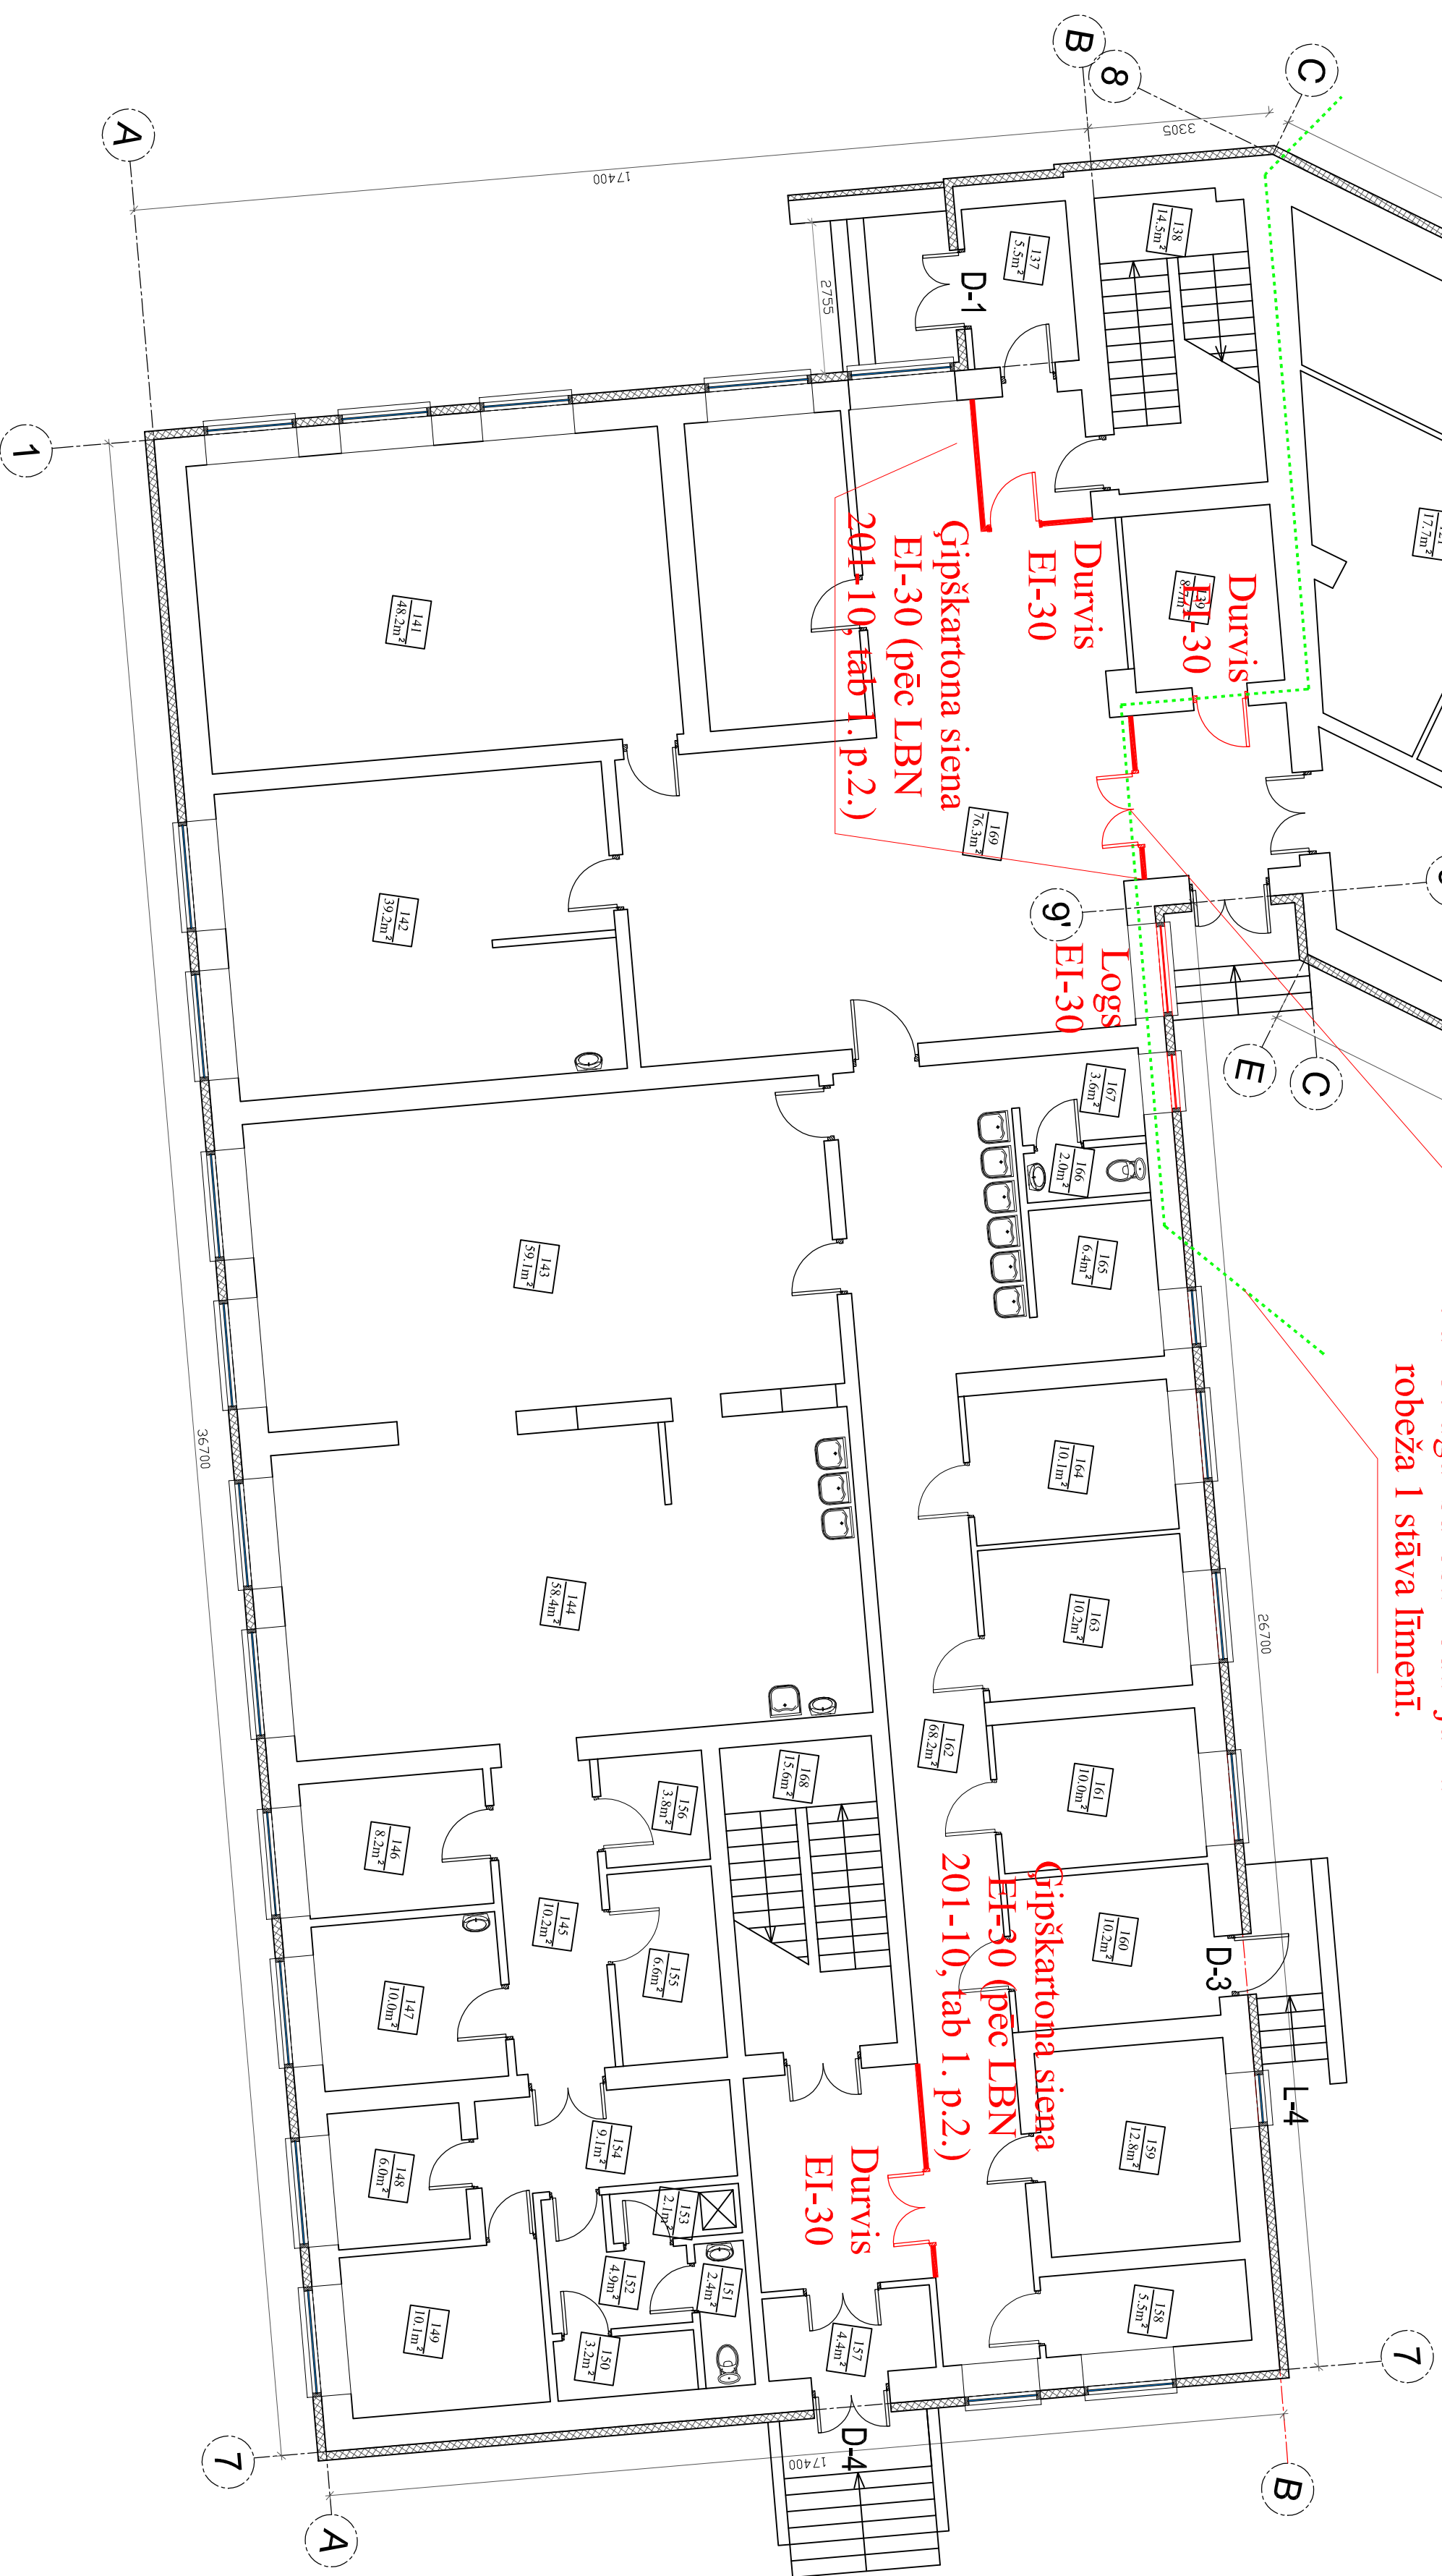 B
8
C
A
1
3305
17400
2755
138
14.5m²
137
5.5m²
D-1
17.7m²
Durvis
EI-30
139
8.7m²
Durvis
EI-30
Ģipškartona siena
EI-30 (pēc LBN
201-10, tab 1. p.2.)
141
48.2m²
169
76.3m²
142
39.2m²
9'
Logs
EI-30
E
C
167
3.6m²
166
2.0m²
165
6.4m²
143
59.1m²
robeža 1 stāva līmenī.
36700
26700
164
10.1m²
163
10.2m²
144
58.4m²
162
68.2m²
161
10.0m²
168
15.6m²
156
3.8m²
146
8.2m²
145
10.2m²
155
6.6m²
Ģipškartona siena
EI-30 (pēc LBN
201-10, tab 1. p.2.)
160
10.2m²
D-3
L-4
147
10.0m²
159
12.8m²
154
9.1m²
148
6.0m²
Durvis
EI-30
153
2.1m²
152
4.9m²
151
2.4m²
150
3.2m²
149
10.1m²
157
4.4m²
158
5.5m²
D-4
17400
7
7
A
B